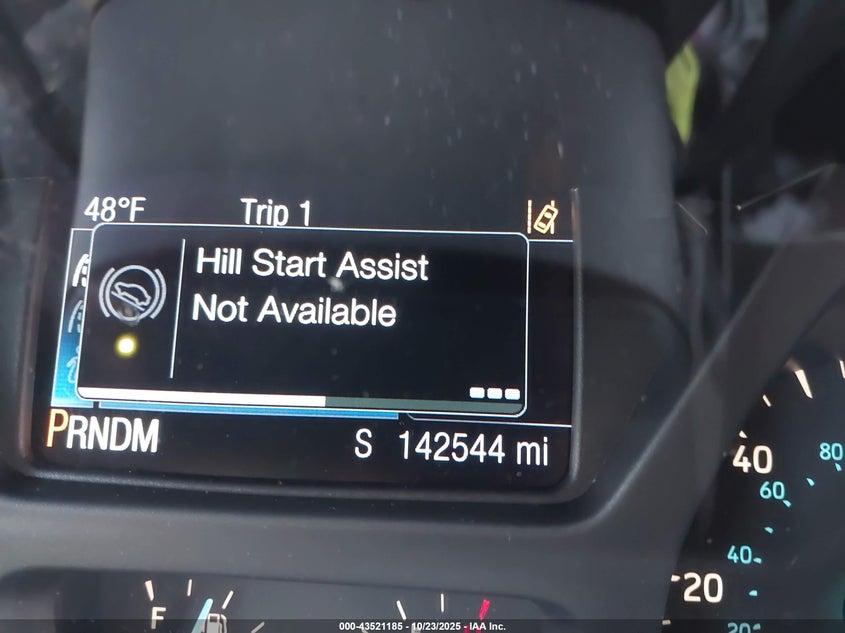 48°F Trip 1
Hill Start Assist
Not Available
PRNDM S 142544 mi
40 80
60
40
20
20
F
000-43521185 - 10/23/2025 - IAA Inc.